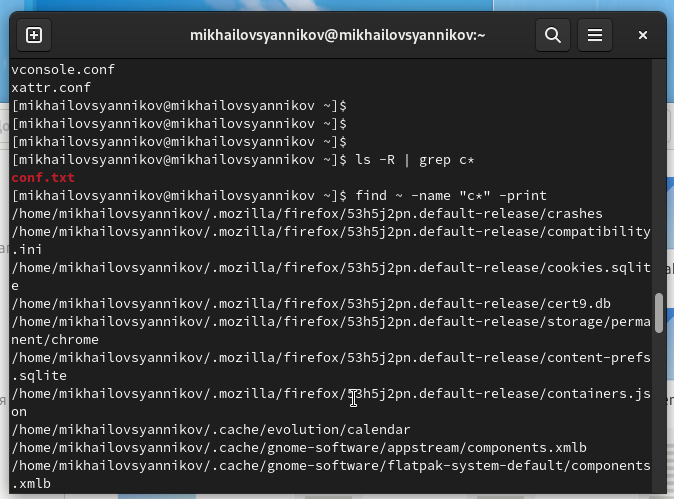 mikhailovsyannikov@mikhailovsyannikov:~
vconsole.conf
xattr.conf
[mikhailovsyannikov@mikhailovsyannikov ~]$
[mikhailovsyannikov@mikhailovsyannikov ~]$
[mikhailovsyannikov@mikhailovsyannikov ~]$
[mikhailovsyannikov@mikhailovsyannikov ~]$ ls -R | grep c*
conf.txt
[mikhailovsyannikov@mikhailovsyannikov ~]$ find ~ -name "c*" -print
/home/mikhailovsyannikov/.mozilla/firefox/53h5j2pn.default-release/crashes
/home/mikhailovsyannikov/.mozilla/firefox/53h5j2pn.default-release/compatibility
.ini
/home/mikhailovsyannikov/.mozilla/firefox/53h5j2pn.default-release/cookies.sqlit
e
/home/mikhailovsyannikov/.mozilla/firefox/53h5j2pn.default-release/cert9.db
/home/mikhailovsyannikov/.mozilla/firefox/53h5j2pn.default-release/storage/perma
nent/chrome
/home/mikhailovsyannikov/.mozilla/firefox/53h5j2pn.default-release/content-prefs
.sqlite
/home/mikhailovsyannikov/.mozilla/firefox/53h5j2pn.default-release/containers.js
on
/home/mikhailovsyannikov/.cache/evolution/calendar
/home/mikhailovsyannikov/.cache/gnome-software/appstream/components.xmlb
/home/mikhailovsyannikov/.cache/gnome-software/flatpak-system-default/components
.xmlb